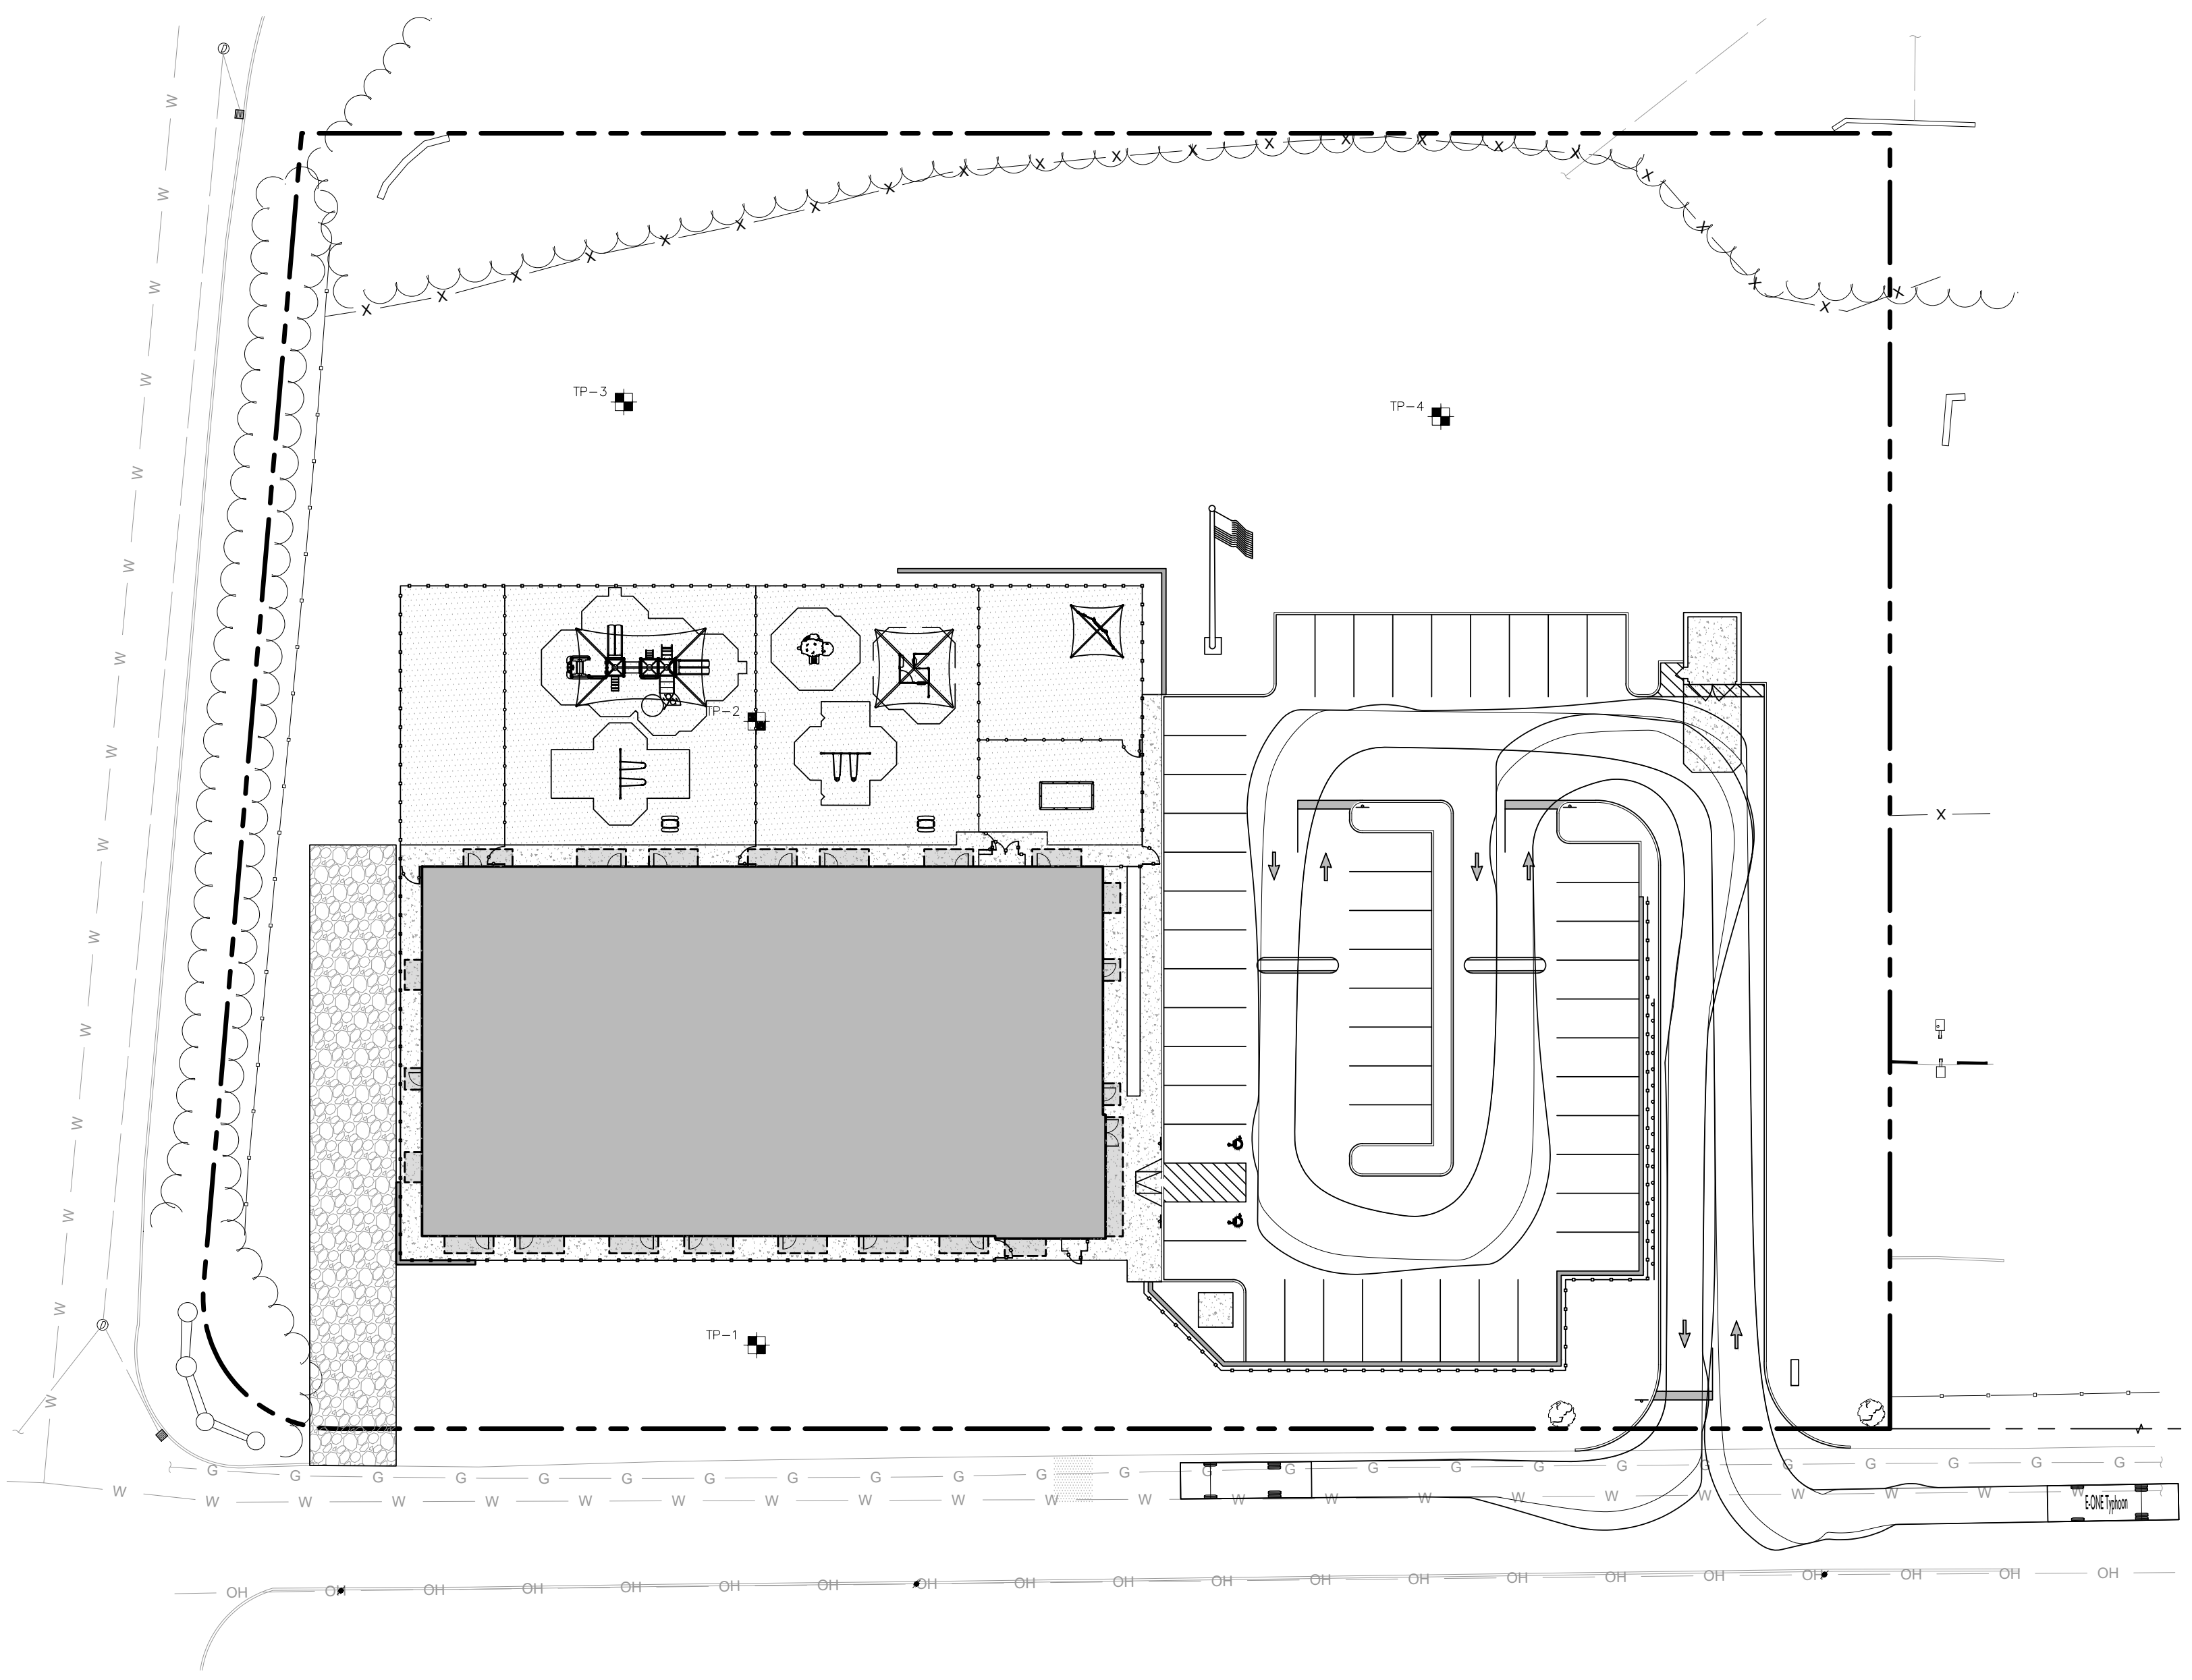 TP-3
TP-4
TP-2
TP-1
W W W W W W W W W W W W W W W
G G G G G G G G G G G G G G G G G G G G G G G
W W W W W W W W W W W W W W W W W W W W W W
E-ONE Typhoon
OH OH OH OH OH OH OH OH OH OH OH OH OH OH OH OH OH OH OH OH
X X X X X X X X X X X X X X X X X X X X X X X